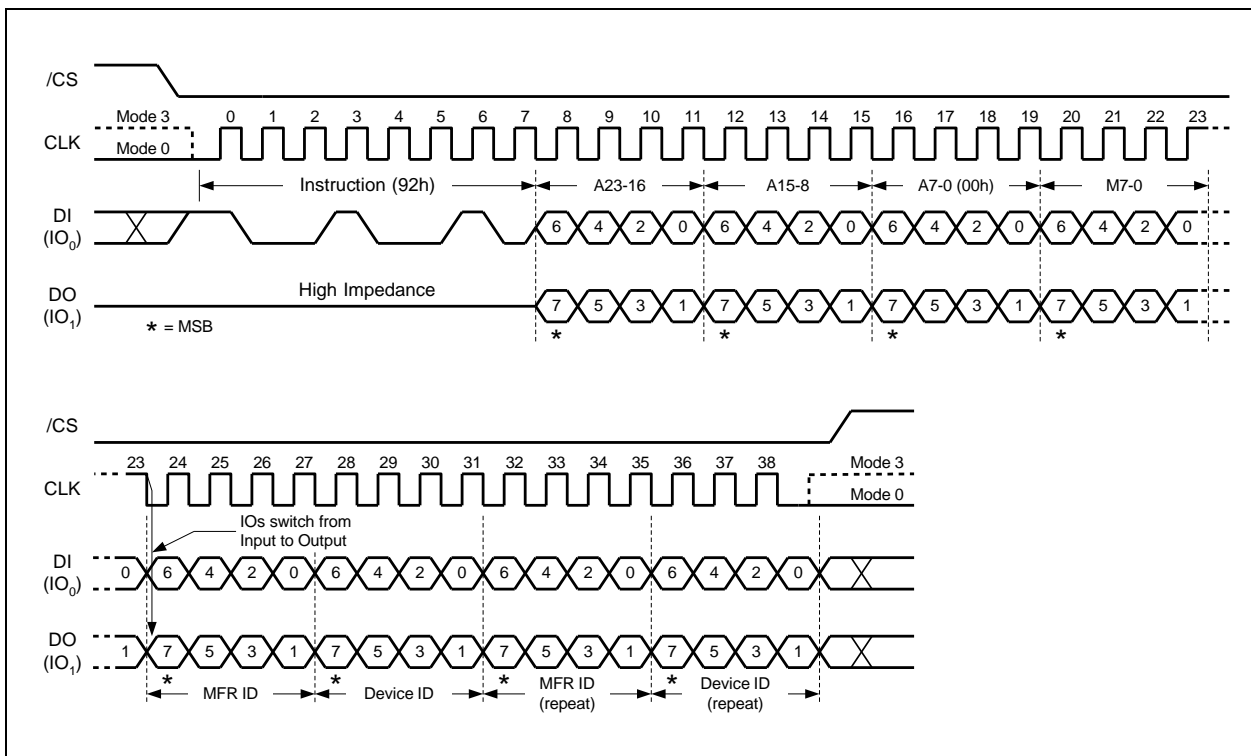 /CS
Mode 3 0 1 2 3 4 5 6 7 8 9 10 11 12 13 14 15 16 17 18 19 20 21 22 23
CLK
Mode 0
Instruction (92h) A23-16 A15-8 A7-0 (00h) M7-0
DI
(IO0)
6 4 2 0 6 4 2 0 6 4 2 0 6 4 2 0
High Impedance
DO
(IO1)
7 5 3 1 7 5 3 1 7 5 3 1 7 5 3 1
* = MSB
* * * *
/CS
23 24 25 26 27 28 29 30 31 32 33 34 35 36 37 38 Mode 3
CLK
Mode 0
IOs switch from
Input to Output
DI
(IO0)
0 6 4 2 0 6 4 2 0 6 4 2 0 6 4 2 0
DO
(IO1)
1 7 5 3 1 7 5 3 1 7 5 3 1 7 5 3 1
* * * *
MFR ID Device ID MFR ID
(repeat)
Device ID
(repeat)